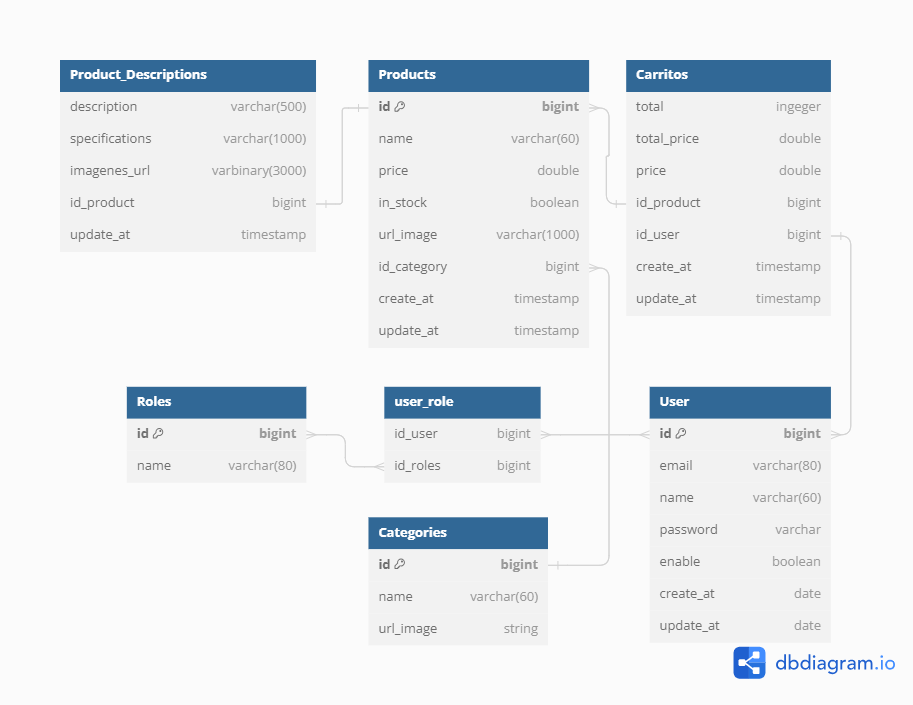 Product_Descriptions
description varchar(500)
specifications varchar(1000)
imagenes_url varbinary(3000)
id_product bigint
update_at timestamp
Products
id bigint
name varchar(60)
price double
in_stock boolean
url_image varchar(1000)
id_category bigint
create_at timestamp
update_at timestamp
Carritos
total ingeger
total_price double
price double
id_product bigint
id_user bigint
create_at timestamp
update_at timestamp
Roles
id bigint
name varchar(80)
user_role
id_user bigint
id_roles bigint
User
id bigint
email varchar(80)
name varchar(60)
password varchar
enable boolean
create_at date
update_at date
Categories
id bigint
name varchar(60)
url_image string
dbdiagram.io